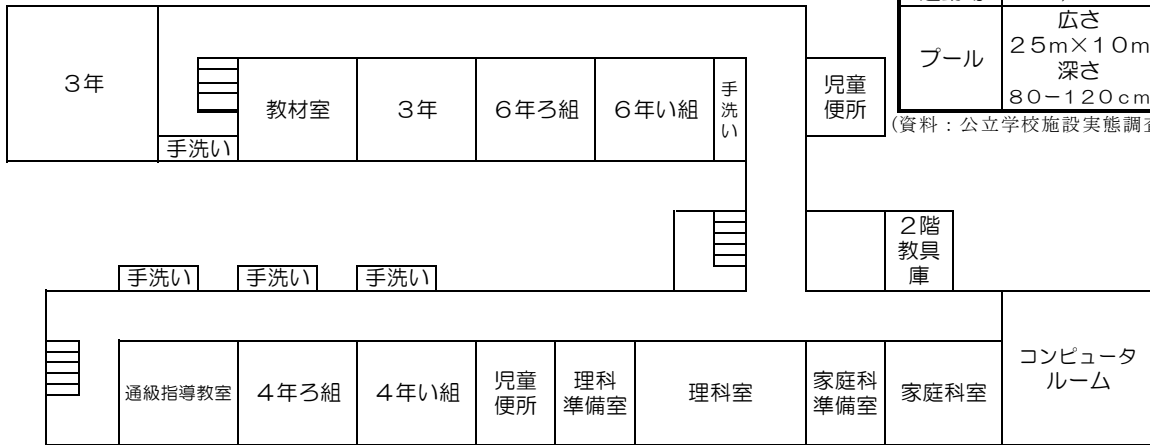 広さ
プール
25m×10m
深さ
80-120cm
(資料：公立学校施設実態調査
3年
教材室
3年
6年ろ組
6年い組
手洗い
児童
便所
手洗い
2階
教具
庫
手洗い
手洗い
手洗い
通級指導教室
4年ろ組
4年い組
児童
便所
理科
準備室
理科室
家庭科
準備室
家庭科室
コンピュータ
ルーム